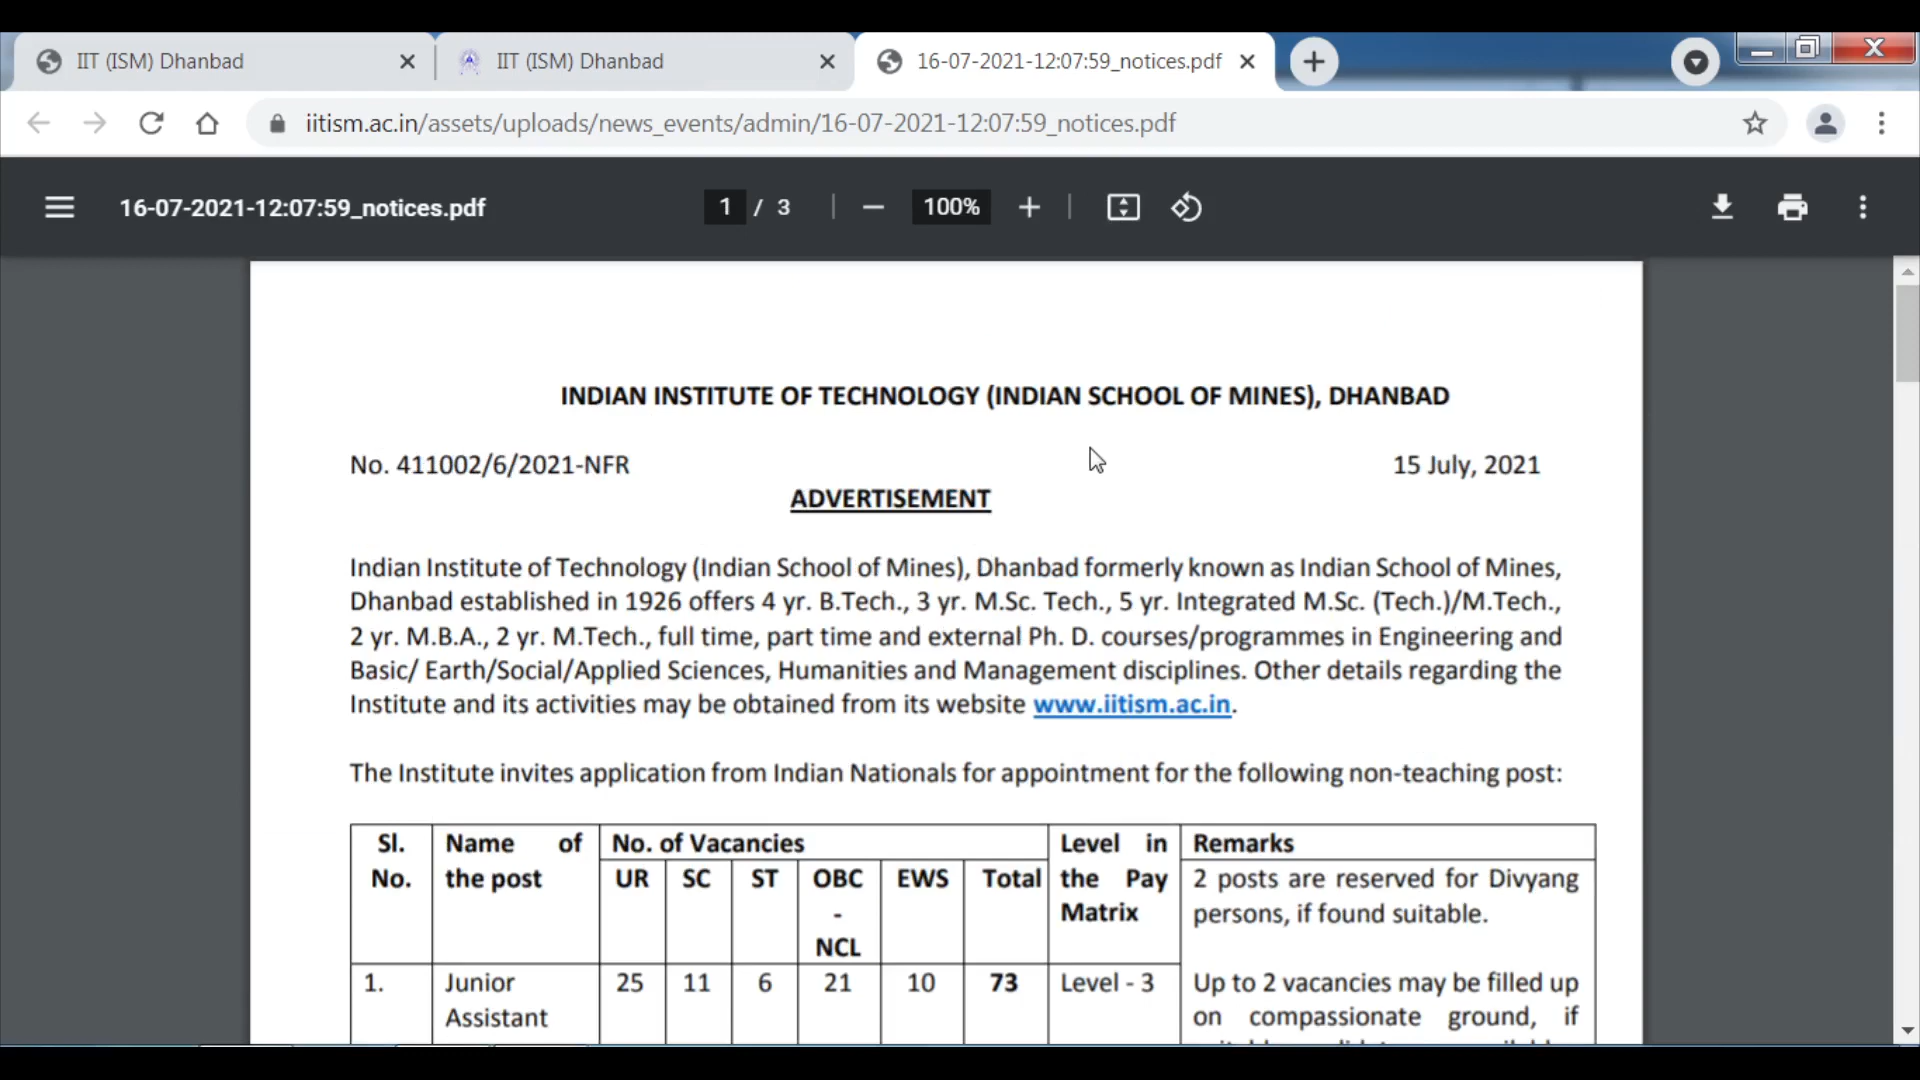 IIT (ISM) Dhanbad
IIT (ISM) Dhanbad
16-07-2021-12:07:59_notices.pdf
iitism.ac.in/assets/uploads/news_events/admin/16-07-2021-12:07:59_notices.pdf
16-07-2021-12:07:59_notices.pdf
1 / 3
100%
INDIAN INSTITUTE OF TECHNOLOGY (INDIAN SCHOOL OF MINES), DHANBAD
No. 411002/6/2021-NFR 15 July, 2021
ADVERTISEMENT
Indian Institute of Technology (Indian School of Mines), Dhanbad formerly known as Indian School of Mines,
Dhanbad established in 1926 offers 4 yr. B.Tech., 3 yr. M.Sc. Tech., 5 yr. Integrated M.Sc. (Tech.)/M.Tech.,
2 yr. M.B.A., 2 yr. M.Tech., full time, part time and external Ph. D. courses/programmes in Engineering and
Basic/ Earth/Social/Applied Sciences, Humanities and Management disciplines. Other details regarding the
Institute and its activities may be obtained from its website www.iitism.ac.in.
The Institute invites application from Indian Nationals for appointment for the following non-teaching post:
Sl. Name of No. of Vacancies Level in Remarks
No. the post UR SC ST OBC EWS Total the Pay 2 posts are reserved for Divyang
- Matrix persons, if found suitable.
NCL
1. Junior 25 11 6 21 10 73 Level - 3 Up to 2 vacancies may be filled up
Assistant on compassionate ground, if